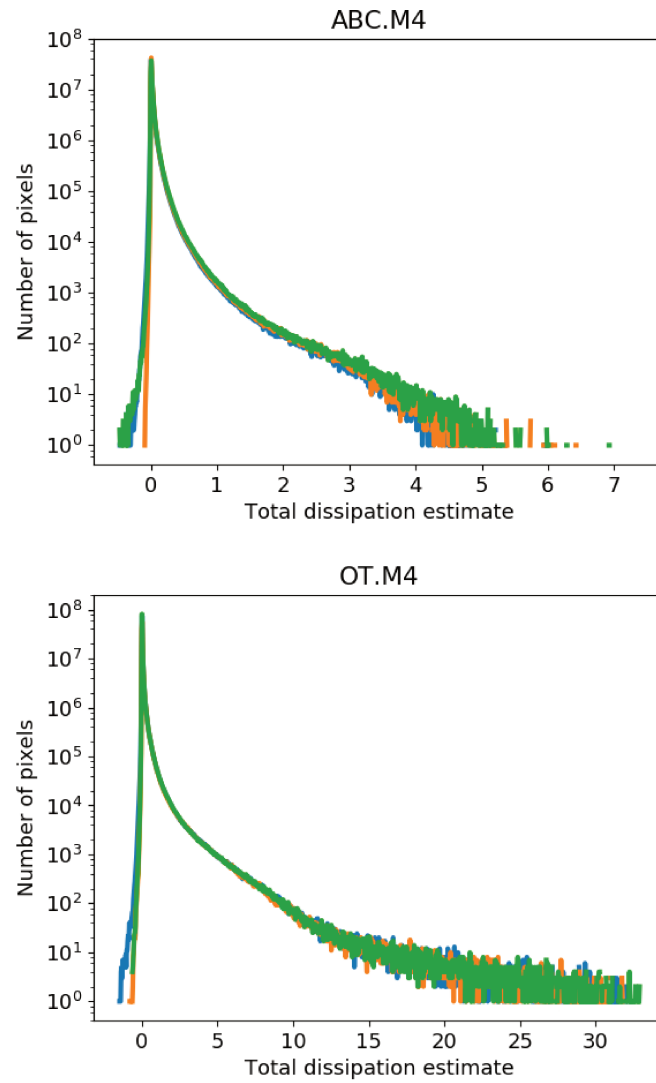 ABC.M4
10^8
10^7
10^6
10^5
10^4
10^3
10^2
10^1
10^0
Number of pixels
0 1 2 3 4 5 6 7
Total dissipation estimate
OT.M4
10^8
10^7
10^6
10^5
10^4
10^3
10^2
10^1
10^0
Number of pixels
0 5 10 15 20 25 30
Total dissipation estimate